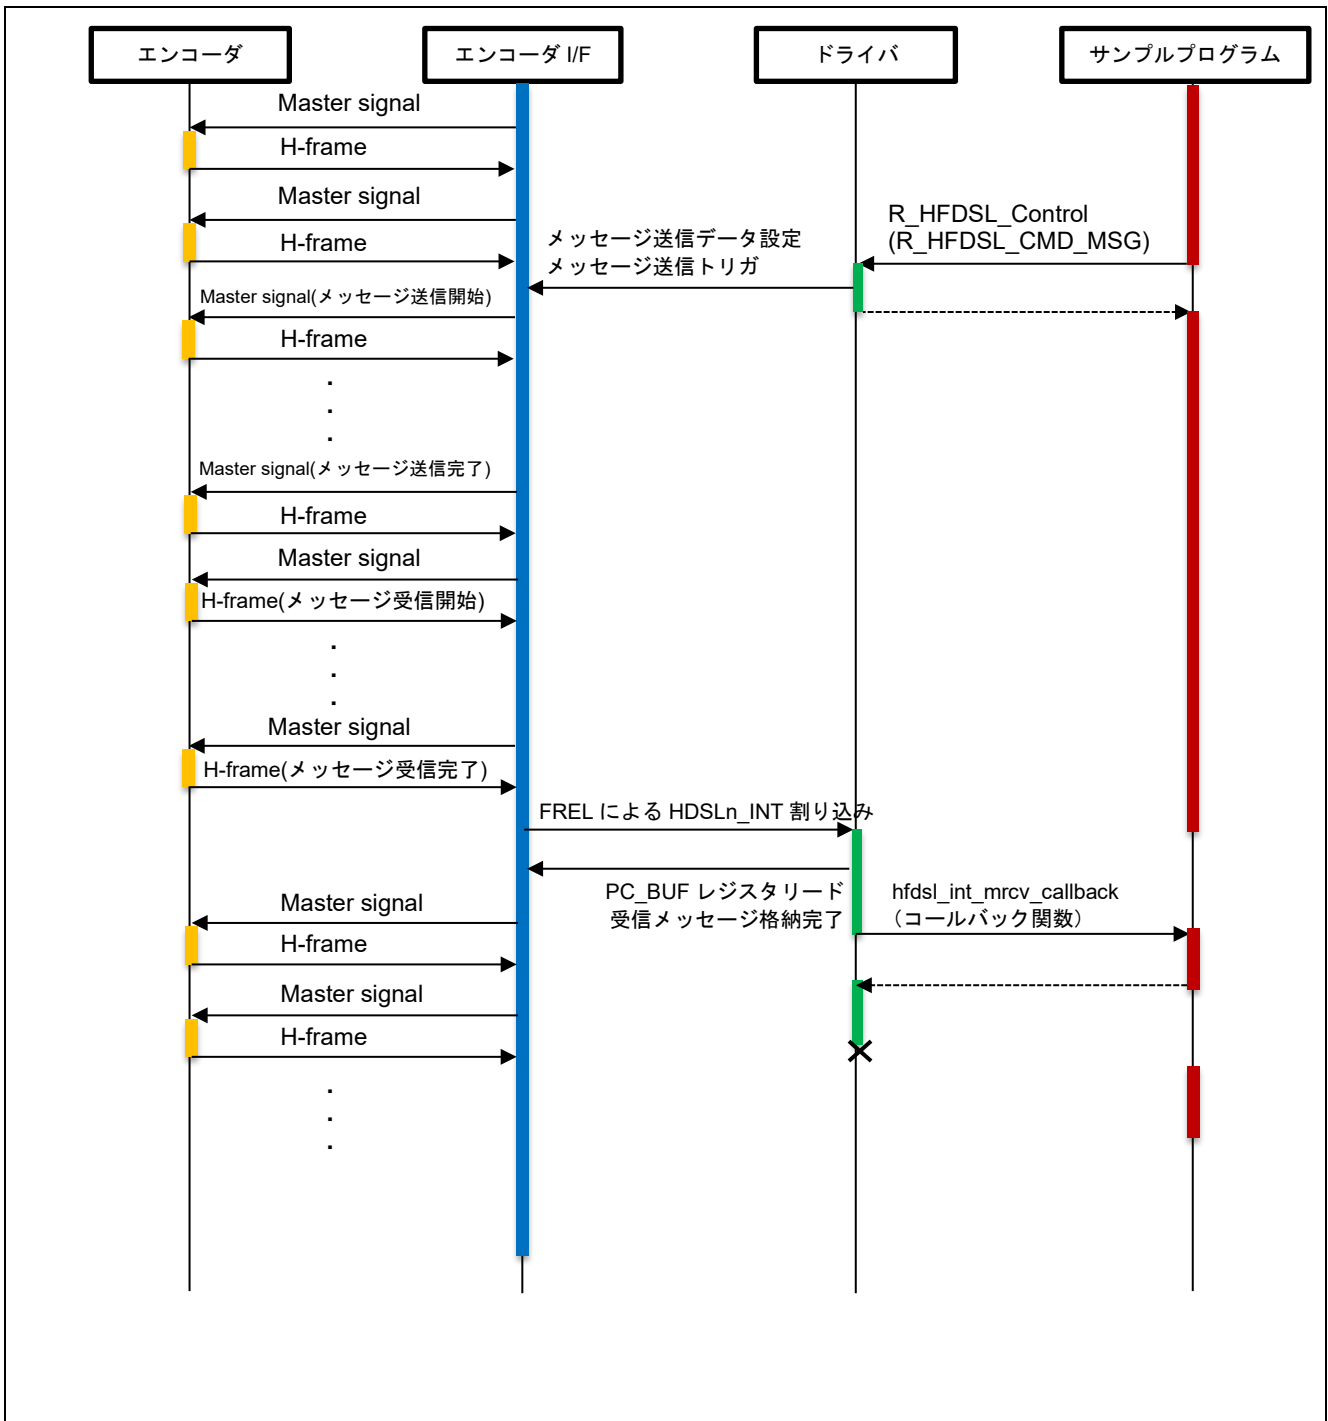 エンコーダ
エンコーダ I/F
ドライバ
サンプルプログラム
Master signal
H-frame
Master signal
H-frame
メッセージ送信データ設定
メッセージ送信トリガ
R_HFDSL_Control
(R_HFDSL_CMD_MSG)
Master signal(メッセージ送信開始)
H-frame
.
.
.
Master signal(メッセージ送信完了)
H-frame
Master signal
H-frame(メッセージ受信開始)
.
.
.
Master signal
H-frame(メッセージ受信完了)
FREL による HDSLn_INT 割り込み
PC_BUF レジスタリード
受信メッセージ格納完了
hfdsl_int_mrcv_callback
（コールバック関数）
Master signal
H-frame
Master signal
H-frame
.
.
.